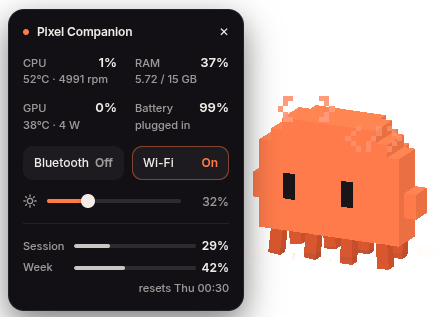 Pixel Companion ×
CPU 1% RAM 37%
52°C · 4991 rpm 5.72 / 15 GB
GPU 0% Battery 99%
38°C · 4 W plugged in
Bluetooth Off Wi-Fi On
32%
Session 29%
Week 42%
resets Thu 00:30